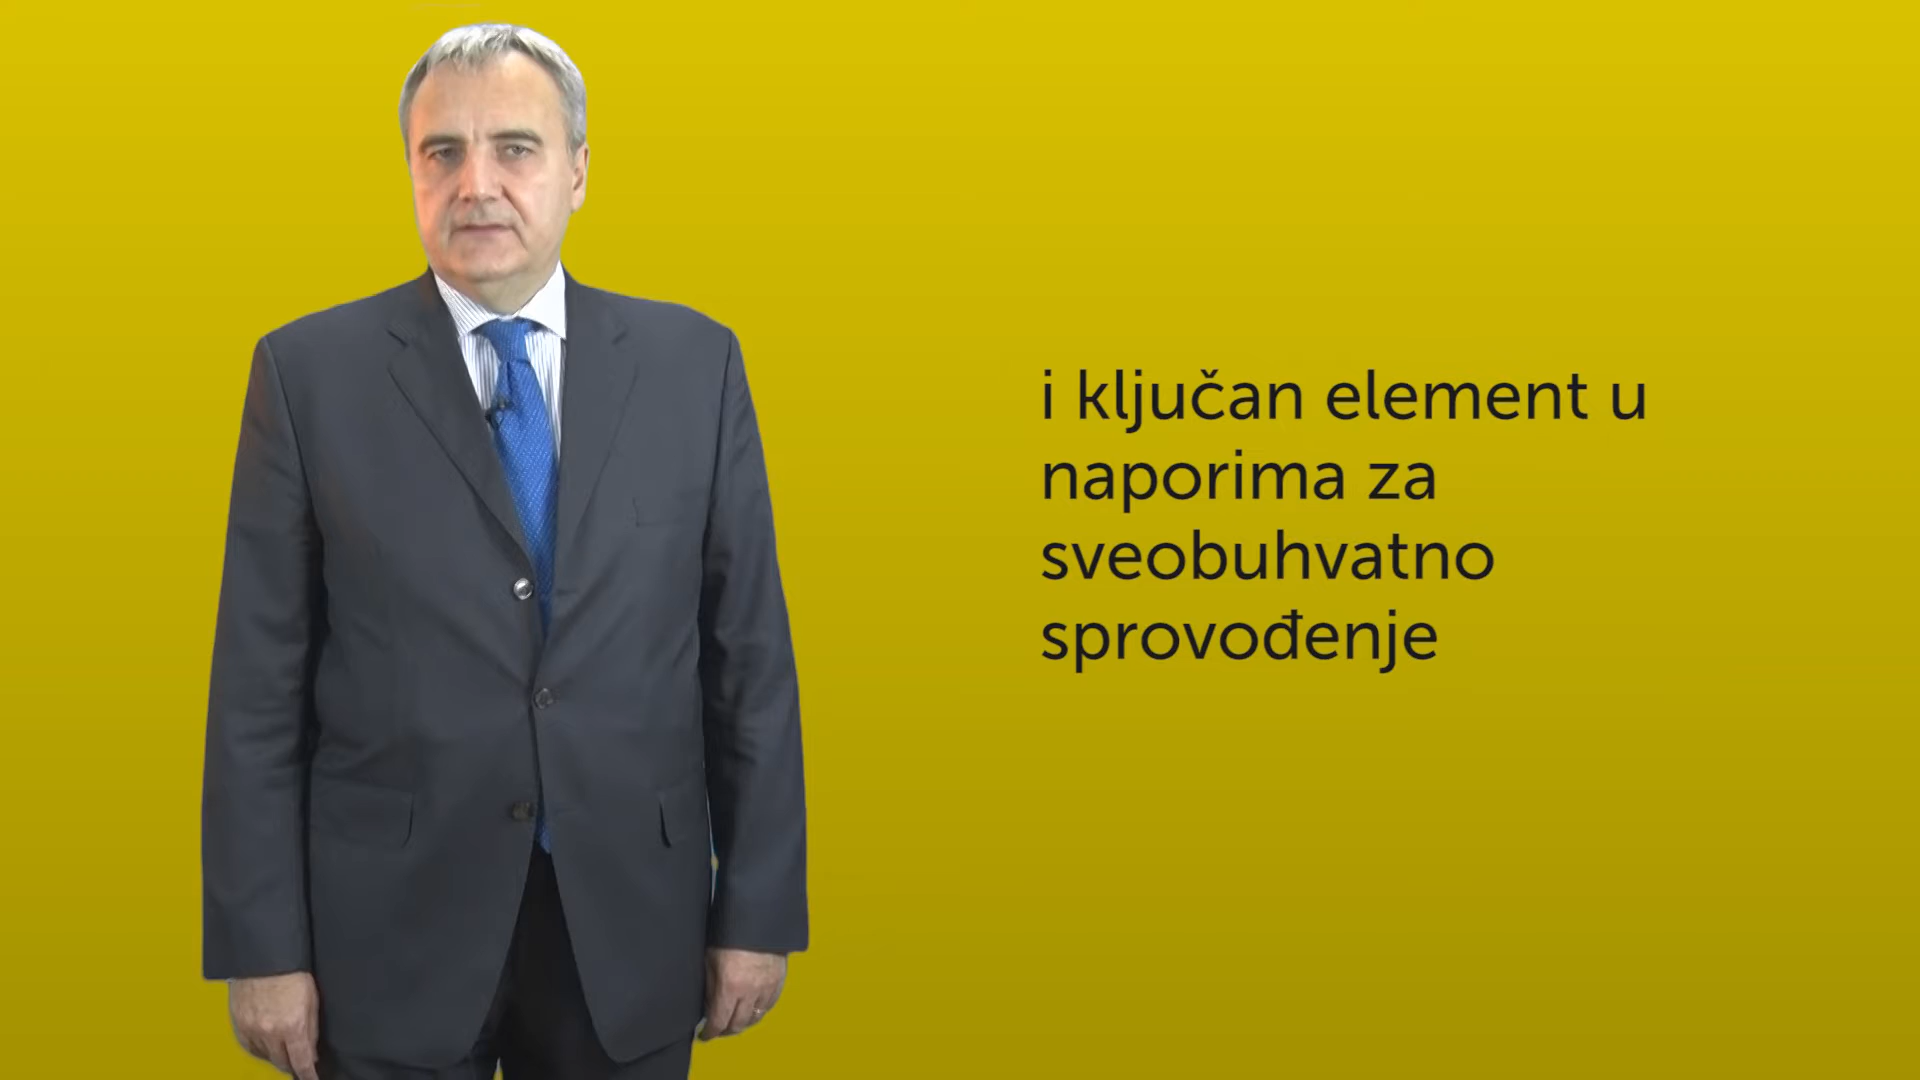 i ključan element u
naporima za
sveobuhvatno
sprovođenje